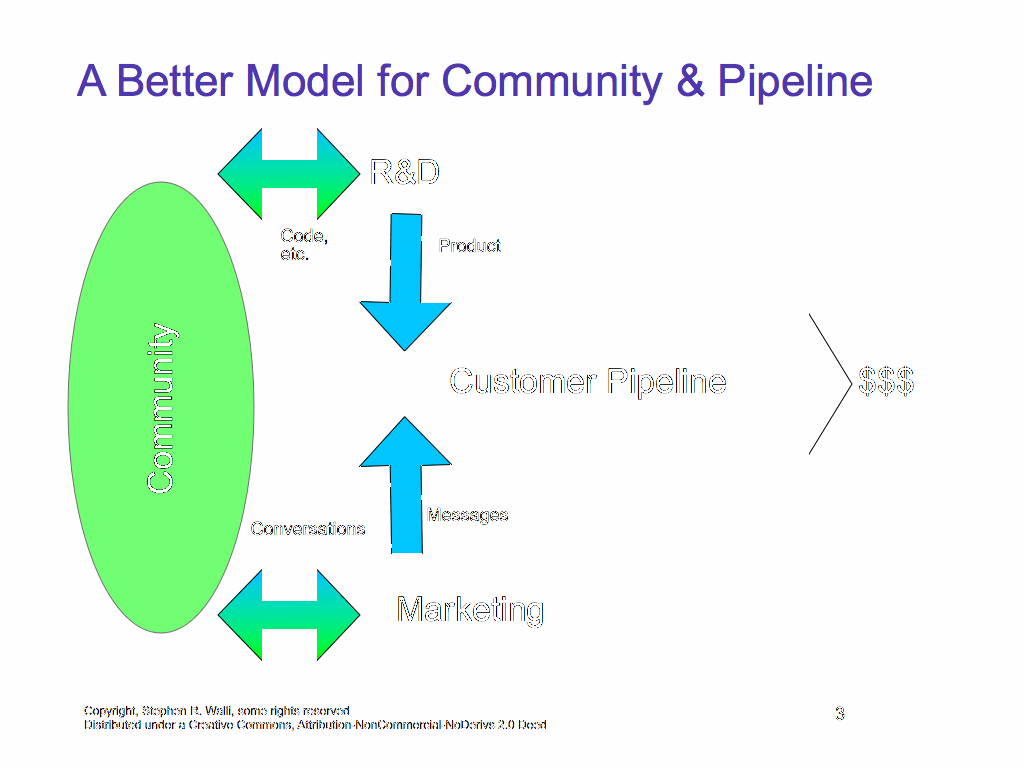 A Better Model for Community & Pipeline
R&D
Code,
etc.
Product
Community
Customer Pipeline
$$$
Messages
Conversations
Marketing
Copyright, Stephen R. Walli, some rights reserved
Distributed under a Creative Commons, Attribution-NonCommercial-NoDerivs 2.0 Deed
3